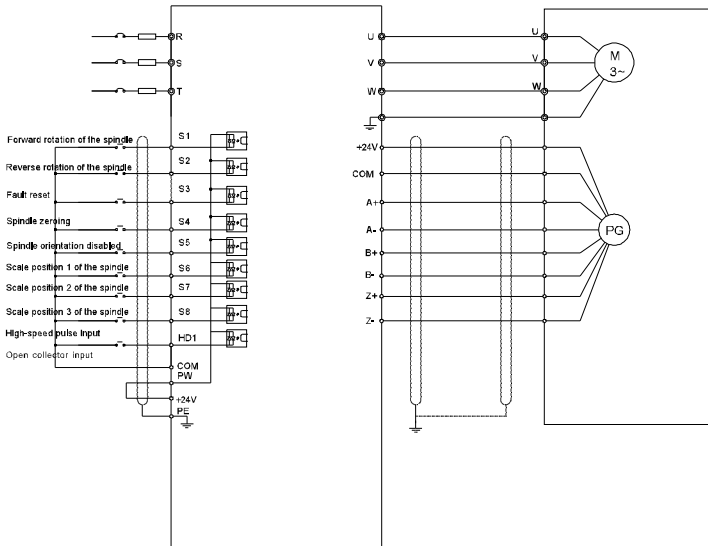 R
S
T
U
V
W
U
V
W
M
3~
Forward rotation of the spindle
S1
Reverse rotation of the spindle
S2
Fault reset
S3
Spindle zeroing
S4
Spindle orientation disabled
S5
Scale position 1 of the spindle
S6
Scale position 2 of the spindle
S7
Scale position 3 of the spindle
S8
High-speed pulse input
HD1
Open collector input
COM
PW
+24V
PE
+24V
COM
A+
A-
B+
B-
Z+
Z-
PG